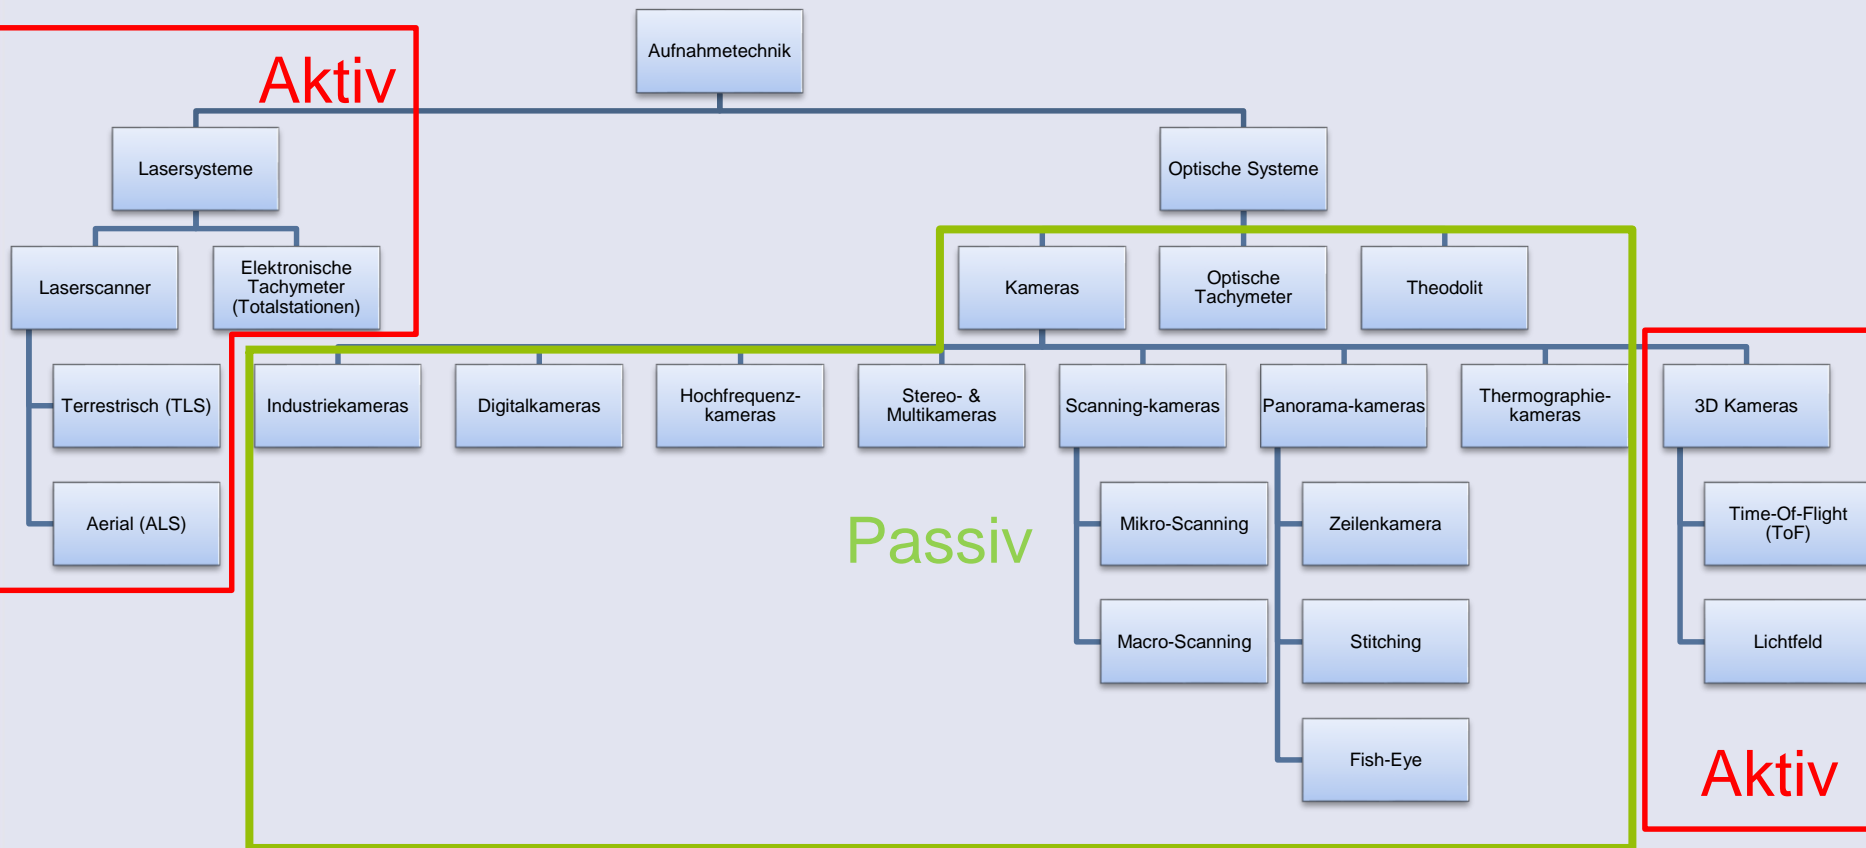 Aufnahmetechnik
Aktiv
Lasersysteme
Optische Systeme
Laserscanner
Elektronische
Tachymeter
(Totalstationen)
Kameras
Optische
Tachymeter
Theodolit
Terrestrisch (TLS)
Industriekameras
Digitalkameras
Hochfrequenz-
kameras
Stereo- &
Multikameras
Scanning-kameras
Panorama-kameras
Thermographie-
kameras
3D Kameras
Aerial (ALS)
Passiv
Mikro-Scanning
Zeilenkamera
Time-Of-Flight
(ToF)
Macro-Scanning
Stitching
Lichtfeld
Fish-Eye
Aktiv